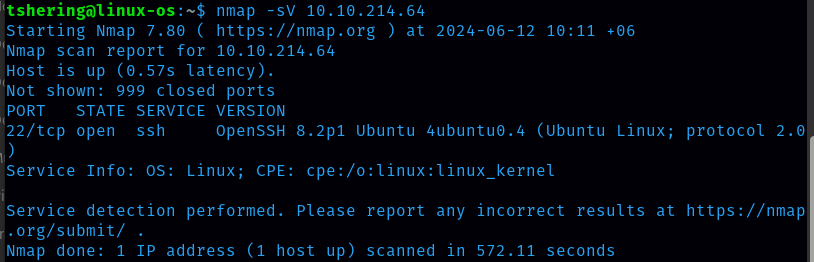 tshering@linux-os:~$ nmap -sV 10.10.214.64
Starting Nmap 7.80 ( https://nmap.org ) at 2024-06-12 10:11 +06
Nmap scan report for 10.10.214.64
Host is up (0.57s latency).
Not shown: 999 closed ports
PORT   STATE SERVICE VERSION
22/tcp open  ssh     OpenSSH 8.2p1 Ubuntu 4ubuntu0.4 (Ubuntu Linux; protocol 2.0
)
Service Info: OS: Linux; CPE: cpe:/o:linux:linux_kernel

Service detection performed. Please report any incorrect results at https://nmap
.org/submit/ .
Nmap done: 1 IP address (1 host up) scanned in 572.11 seconds